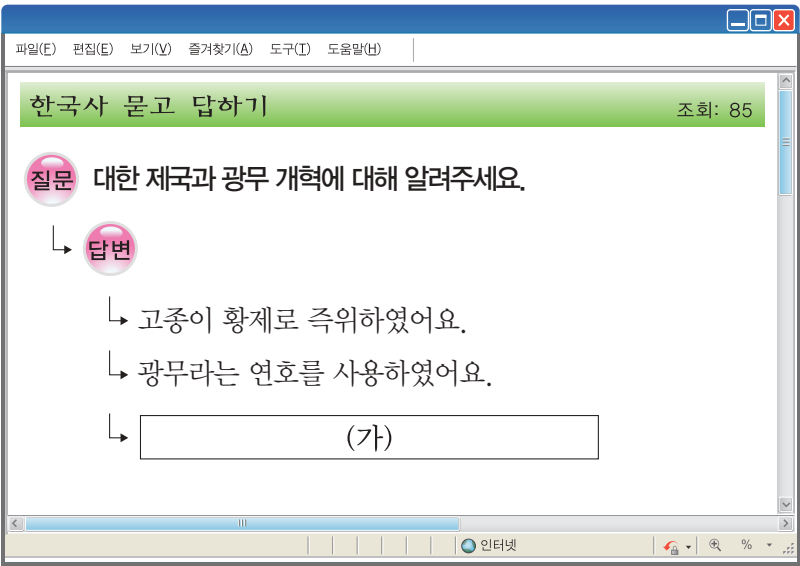 파일(F) 편집(E) 보기(V) 즐겨찾기(A) 도구(T) 도움말(H)
한국사 묻고 답하기 조회: 85
질문 대한 제국과 광무 개혁에 대해 알려주세요.
답변
고종이 황제로 즉위하였어요.
광무라는 연호를 사용하였어요.
(가)
인터넷 %